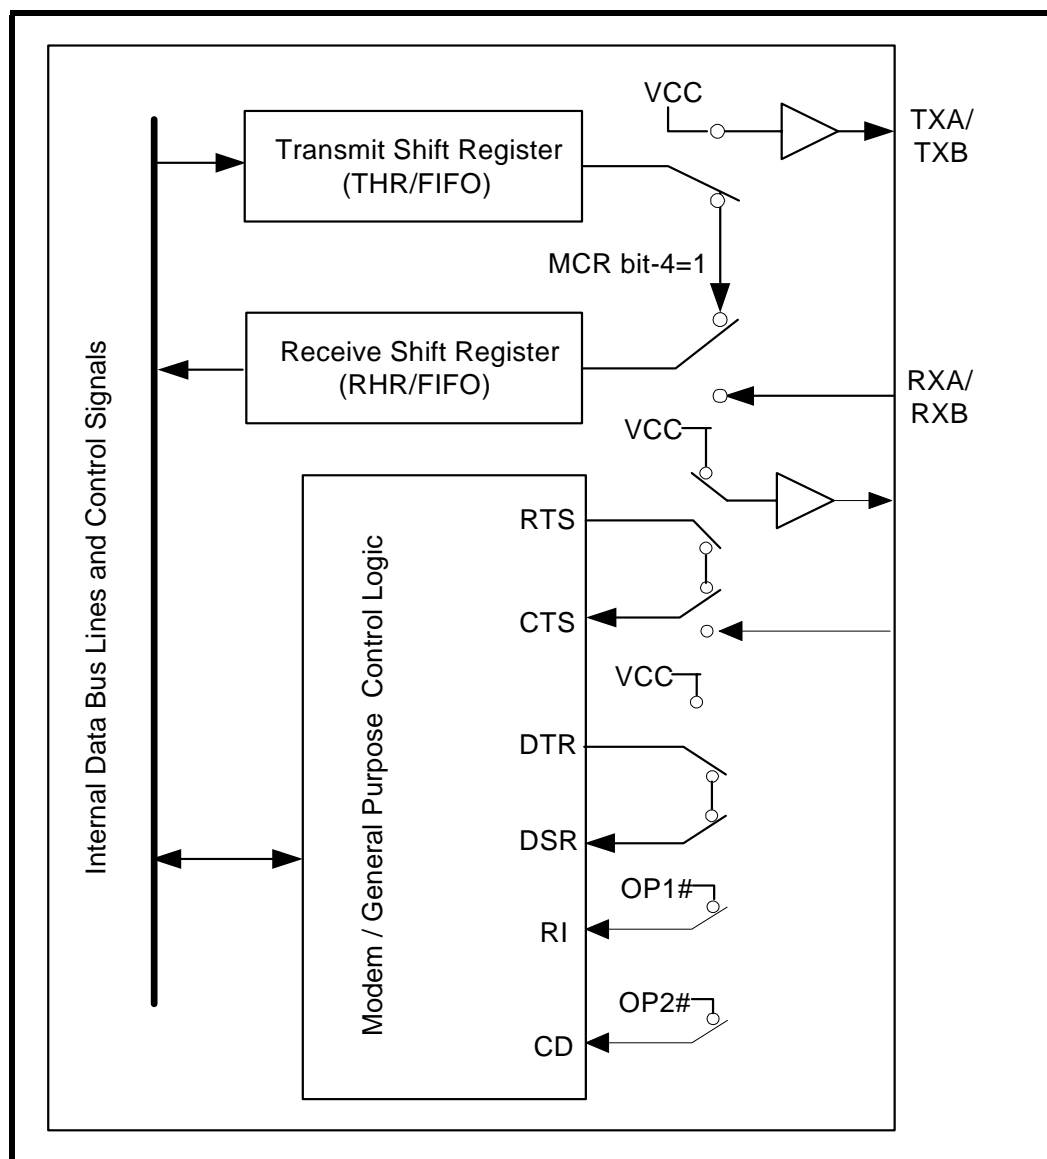 VCC
TXA/
TXB
Transmit Shift Register
(THR/FIFO)
MCR bit-4=1
Receive Shift Register
(RHR/FIFO)
RXA/
RXB
VCC
Internal Data Bus Lines and Control Signals
Modem / General Purpose Control Logic
RTS
CTS
VCC
DTR
DSR
OP1#
RI
OP2#
CD